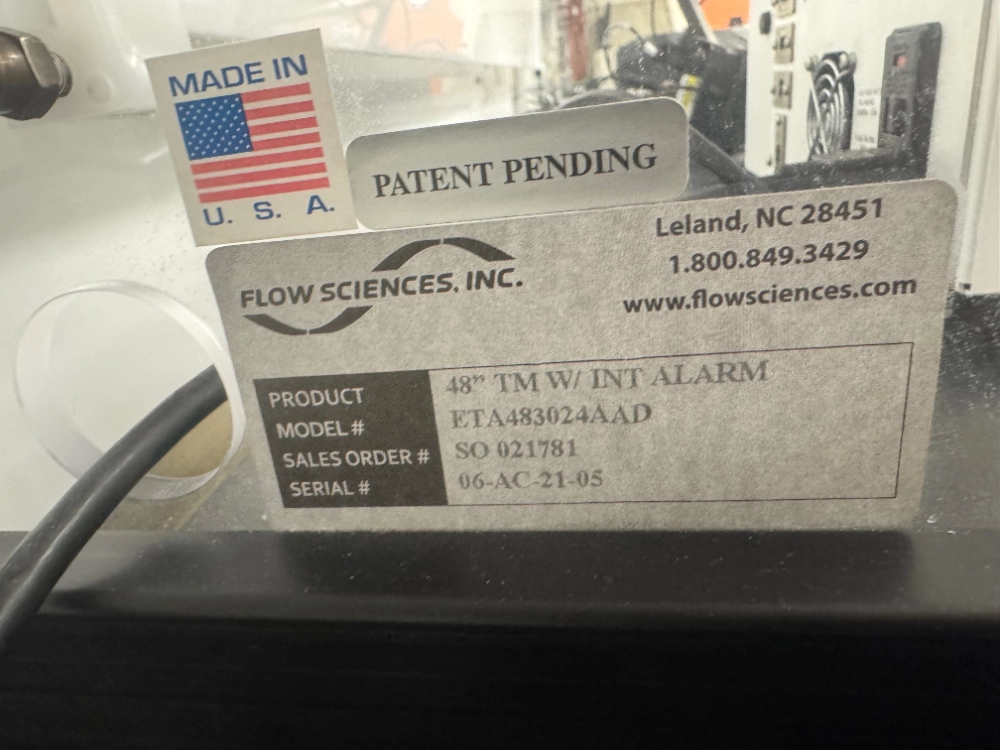 MADE IN
U. S. A.
PATENT PENDING
FLOW SCIENCES, INC.
Leland, NC 28451
1.800.849.3429
www.flowsciences.com
PRODUCT 48” TM W/ INT ALARM
MODEL # ETA483024AAD
SALES ORDER # SO 021781
SERIAL # 06-AC-21-05